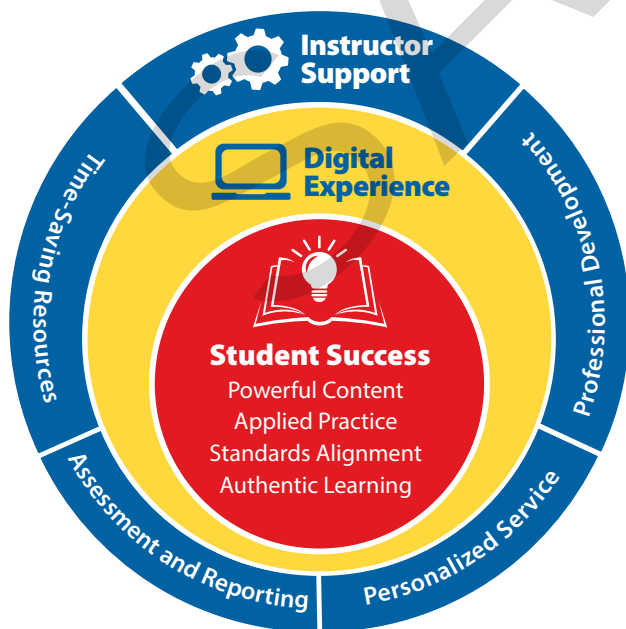 Instructor
Support
Digital
Experience
Student Success
Powerful Content
Applied Practice
Standards Alignment
Authentic Learning
Time-Saving Resources
Professional Development
Assessment and Reporting
Personalized Service